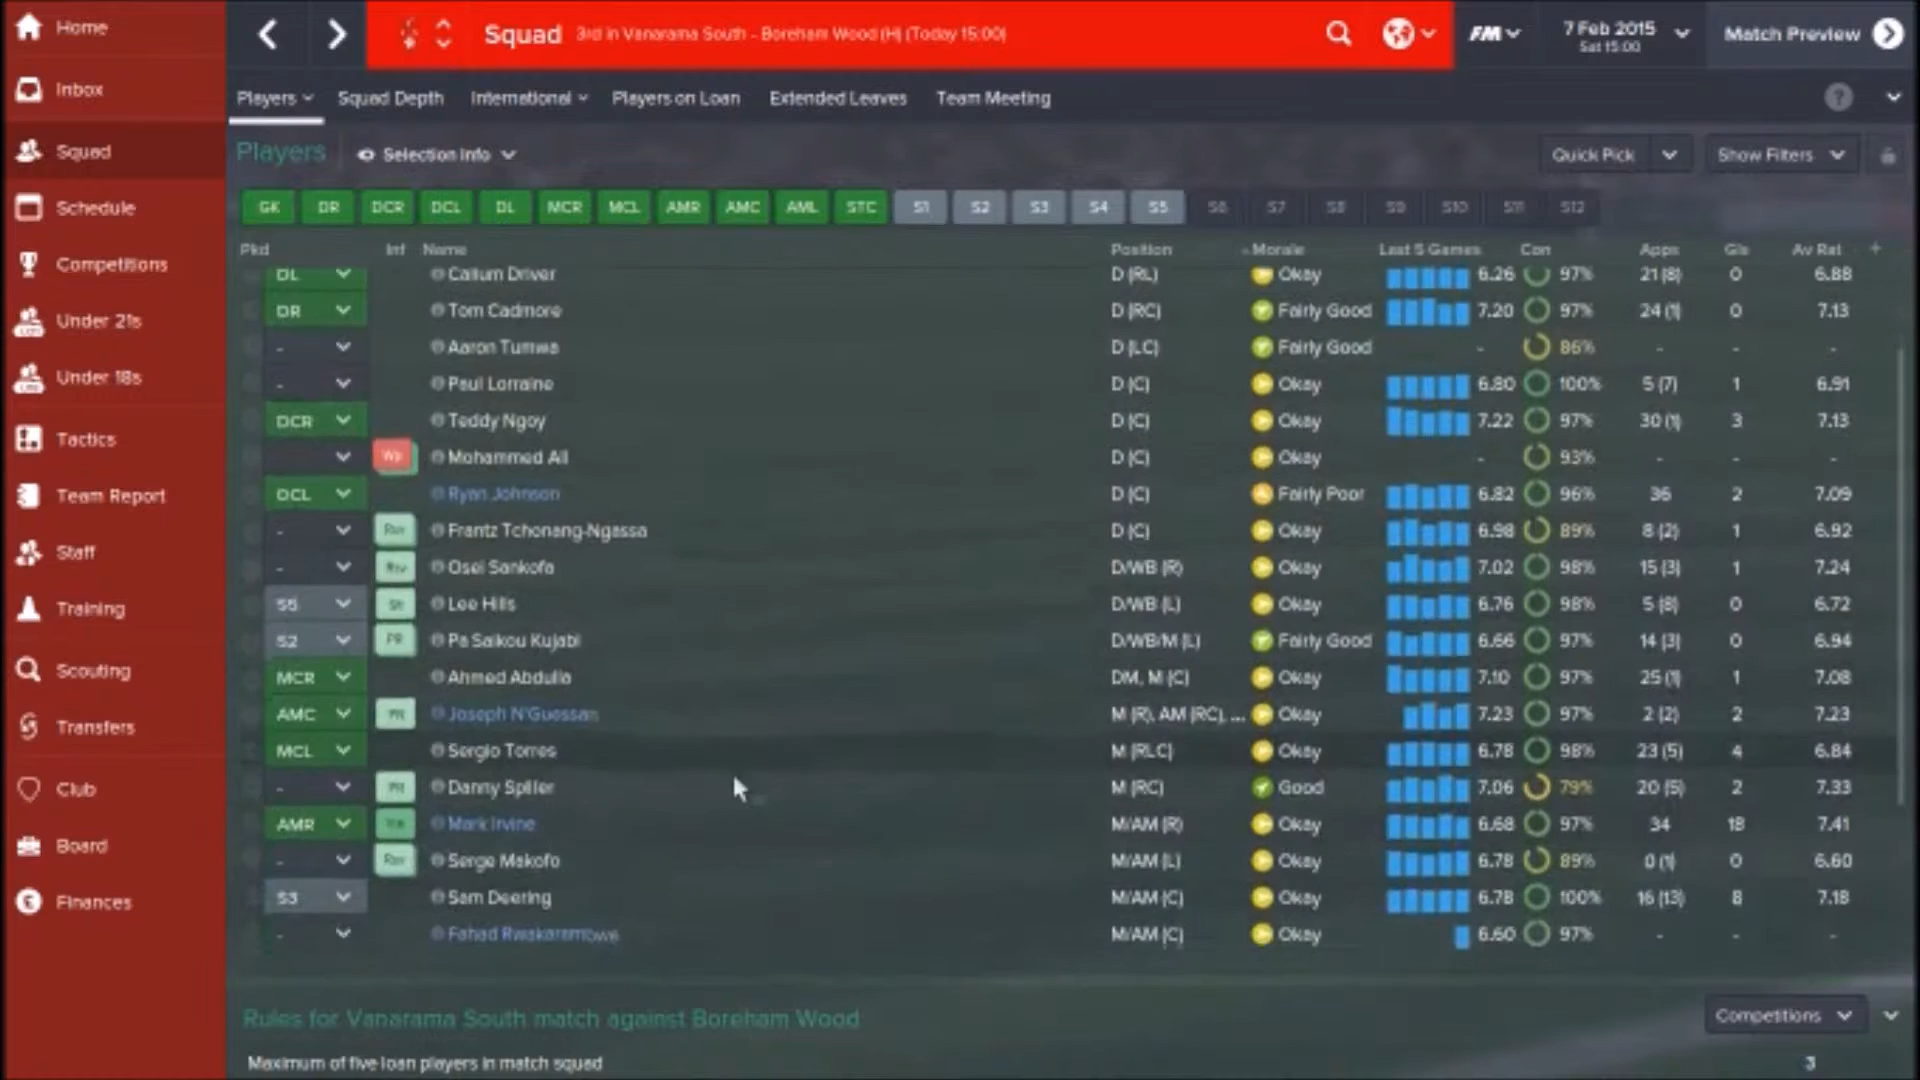 Home
Inbox
Squad
Schedule
Competitions
Under 21s
Under 18s
Tactics
Team Report
Staff
Training
Scouting
Transfers
Club
Board
Finances
Squad 3rd in Vanarama South - Boreham Wood (H) (Today 15:00)
FM
7 Feb 2015
Sat 15:00
Match Preview
Players Squad Depth International Players on Loan Extended Leaves Team Meeting
Players Selection Info Quick Pick Show Filters
GK DR DCR DCL DL MCR MCL AMR AMC AML STC S1 S2 S3 S4 S5 S6 S7 S8 S9 S10 S11 S12
Pkd Inf Name Position Morale Last 5 Games Con Apps Gls Av Rat +
DL Callum Driver D (RL) Okay 6.26 97% 21 (8) 0 6.88
DR Tom Cadmore D (RC) Fairly Good 7.20 97% 24 (1) 0 7.13
- Aaron Tumwa D (LC) Fairly Good - 86% - - -
- Paul Lorraine D (C) Okay 6.80 100% 5 (7) 1 6.91
DCR Teddy Ngoy D (C) Okay 7.22 97% 30 (1) 3 7.13
Mohammed Ali D (C) Okay - 93% - - -
DCL Ryan Johnson D (C) Fairly Poor 6.82 96% 36 2 7.09
- Frantz Tchonang-Ngassa D (C) Okay 6.98 89% 8 (2) 1 6.92
- Osei Sankofa D/WB (R) Okay 7.02 98% 15 (3) 1 7.24
S5 Lee Hills D/WB (L) Okay 6.76 98% 5 (8) 0 6.72
S2 PR Pa Saikou Kujabi D/WB/M (L) Fairly Good 6.66 97% 14 (3) 0 6.94
MCR Ahmed Abdulla DM, M (C) Okay 7.10 97% 25 (1) 1 7.08
AMC Joseph N'Guessan M (R), AM (RC), ... Okay 7.23 97% 2 (2) 2 7.23
MCL Sergio Torres M (RLC) Okay 6.78 98% 23 (5) 4 6.84
- Danny Spiller M (RC) Good 7.06 79% 20 (5) 2 7.33
AMR Mark Irvine M/AM (R) Okay 6.68 97% 34 18 7.41
- Serge Makofo M/AM (L) Okay 6.78 89% 0 (1) 0 6.60
S3 Sam Deering M/AM (C) Okay 6.78 100% 16 (13) 8 7.18
- Fahad M/AM (C) Okay 6.60 97% - - -
Rules for Vanarama South match against Boreham Wood Competitions
Maximum of five loan players in match squad 3